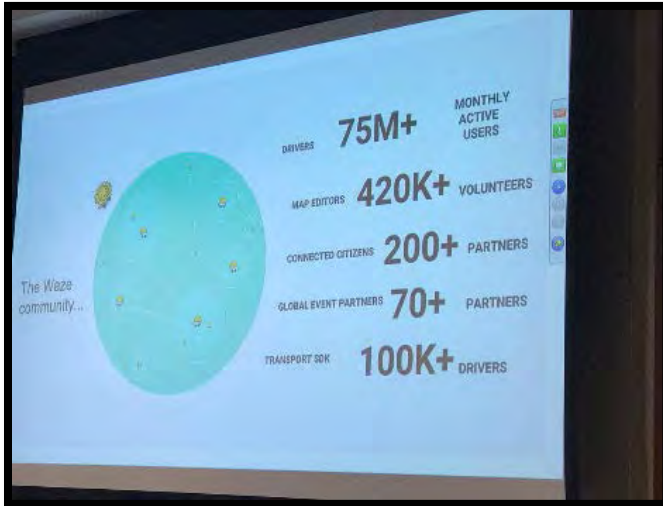 The Waze
community...
DRIVERS 75M+ MONTHLY
ACTIVE
USERS
MAP EDITORS 420K+ VOLUNTEERS
CONNECTED CITIZENS 200+ PARTNERS
GLOBAL EVENT PARTNERS 70+ PARTNERS
TRANSPORT SDK 100K+ DRIVERS